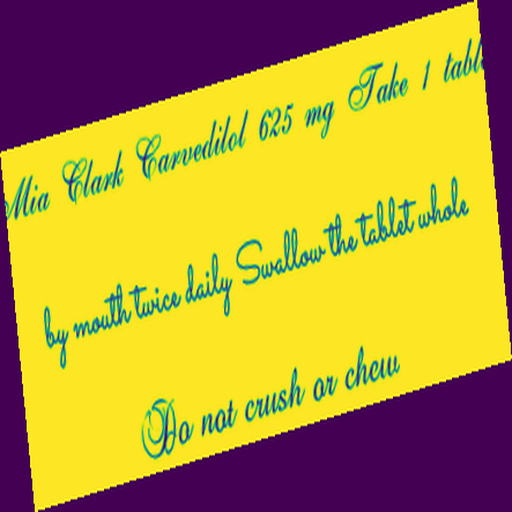 Mia Clark Carvedilol 625 mg Take 1 tabl
by mouth twice daily Swallow the tablet whole
Do not crush or chew